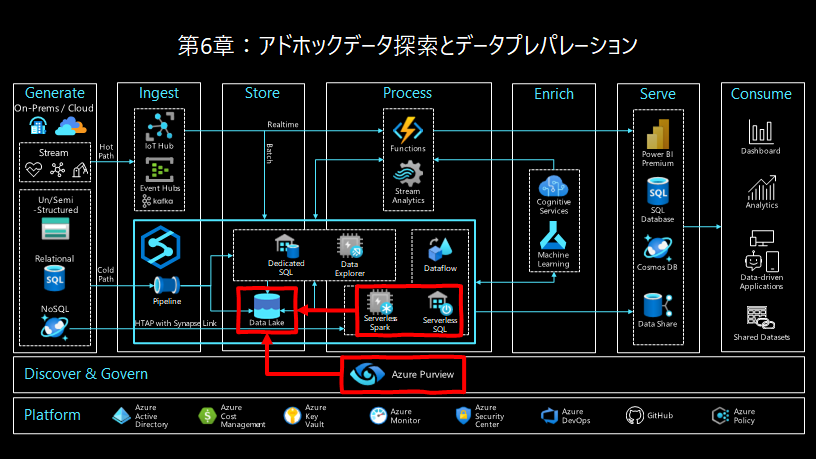 第6章：アドホックデータ探索とデータプレパレーション
Generate
On-Prems / Cloud
Stream
Un/Semi
-Structured
Relational
SQL
NoSQL
Hot
Path
Cold
Path
Ingest
IoT Hub
Event Hubs
kafka
Pipeline
HTAP with Synapse Link
Store
Realtime
Batch
Dedicated
SQL
Data Lake
Process
Functions
Stream
Analytics
Data
Explorer
Dataflow
Serverless
Spark
Serverless
SQL
Enrich
Cognitive
Services
Machine
Learning
Serve
Power BI
Premium
SQL
SQL
Database
Cosmos DB
Data Share
Consume
Dashboard
Analytics
Data-driven
Applications
Shared Datasets
Discover & Govern
Azure Purview
Platform
Azure
Active
Directory
Azure
Cost
Management
Azure
Key
Vault
Azure
Monitor
Azure
Security
Center
Azure
DevOps
GitHub
Azure
Policy